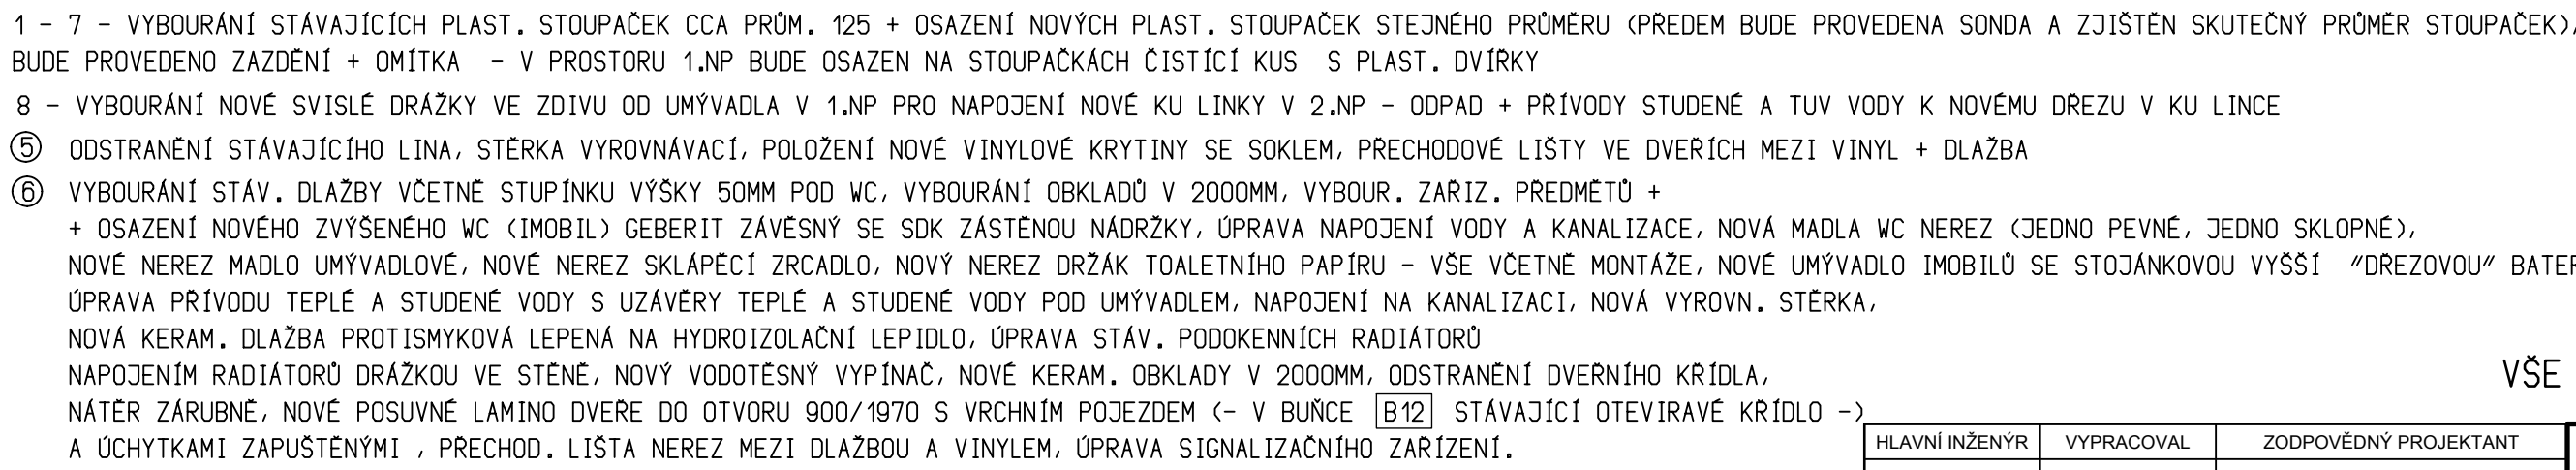 1 - 7 - VYBOURÁNÍ STÁVAJÍCÍCH PLAST. STOUPAČEK CCA PRŮM. 125 + OSAZENÍ NOVÝCH PLAST. STOUPAČEK STEJNÉHO PRŮMĚRU (PŘEDEM BUDE PROVEDENA SONDA A ZJIŠTĚN SKUTEČNÝ PRŮMĚR STOUPAČEK),
BUDE PROVEDENO ZAZDĚNÍ + OMÍTKA - V PROSTORU 1.NP BUDE OSAZEN NA STOUPAČKÁCH ČISTÍCÍ KUS S PLAST. DVÍŘKY
8 - VYBOURÁNÍ NOVÉ SVISLÉ DRÁŽKY VE ZDIVU OD UMÝVADLA V 1.NP PRO NAPOJENÍ NOVÉ KU LINKY V 2.NP - ODPAD + PŘÍVODY STUDENÉ A TUV VODY K NOVÉMU DŘEZU V KU LINCE
⑤ ODSTRANĚNÍ STÁVAJÍCÍHO LINA, STĚRKA VYROVNÁVACÍ, POLOŽENÍ NOVÉ VINYLOVÉ KRYTINY SE SOKLEM, PŘECHODOVÉ LIŠTY VE DVEŘÍCH MEZI VINYL + DLAŽBA
⑥ VYBOURÁNÍ STÁV. DLAŽBY VČETNĚ STUPÍNKU VÝŠKY 50MM POD WC, VYBOURÁNÍ OBKLADŮ V 2000MM, VYBOUR. ZAŘIZ. PŘEDMĚTŮ +
+ OSAZENÍ NOVÉHO ZVÝŠENÉHO WC (IMOBIL) GEBERIT ZÁVĚSNÝ SE SDK ZÁSTĚNOU NÁDRŽKY, ÚPRAVA NAPOJENÍ VODY A KANALIZACE, NOVÁ MADLA WC NEREZ (JEDNO PEVNÉ, JEDNO SKLOPNÉ),
NOVÉ NEREZ MADLO UMÝVADLOVÉ, NOVÉ NEREZ SKLÁPĚCÍ ZRCADLO, NOVÝ NEREZ DRŽÁK TOALETNÍHO PAPÍRU - VŠE VČETNĚ MONTÁŽE, NOVÉ UMÝVADLO IMOBILŮ SE STOJÁNKOVOU VYŠŠÍ "DŘEZOVOU" BATER
ÚPRAVA PŘÍVODU TEPLÉ A STUDENÉ VODY S UZÁVĚRY TEPLÉ A STUDENÉ VODY POD UMÝVADLEM, NAPOJENÍ NA KANALIZACI, NOVÁ VYROVN. STĚRKA,
NOVÁ KERAM. DLAŽBA PROTISMYKOVÁ LEPENÁ NA HYDROIZOLAČNÍ LEPIDLO, ÚPRAVA STÁV. PODOKENNÍCH RADIÁTORŮ
NAPOJENÍM RADIÁTORŮ DRÁŽKOU VE STĚNĚ, NOVÝ VODOTĚSNÝ VYPÍNAČ, NOVÉ KERAM. OBKLADY V 2000MM, ODSTRANĚNÍ DVEŘNÍHO KŘÍDLA,
VŠE
NÁTĚR ZÁRUBNĚ, NOVÉ POSUVNÉ LAMINO DVEŘE DO OTVORU 900/1970 S VRCHNÍM POJEZDEM (- V BUŇCE B12 STÁVAJÍCÍ OTEVIRAVÉ KŘÍDLO -)
A ÚCHYTKAMI ZAPUŠTĚNÝMI , PŘECHOD. LIŠTA NEREZ MEZI DLAŽBOU A VINYLEM, ÚPRAVA SIGNALIZAČNÍHO ZAŘÍZENÍ.
HLAVNÍ INŽENÝR VYPRACOVAL ZODPOVĚDNÝ PROJEKTANT